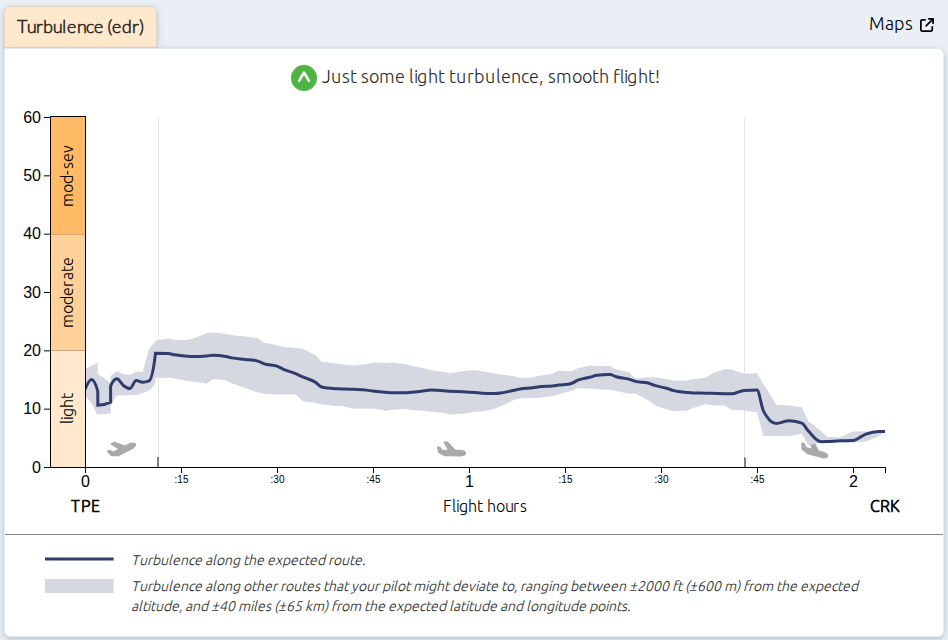 Turbulence (edr)
Maps
Just some light turbulence, smooth flight!
60
50
40
30
20
10
0
mod-sev
moderate
light
0 :15 :30 :45 1 :15 :30 :45 2
TPE Flight hours CRK
Turbulence along the expected route.
Turbulence along other routes that your pilot might deviate to, ranging between ±2000 ft (±600 m) from the expected
altitude, and ±40 miles (±65 km) from the expected latitude and longitude points.